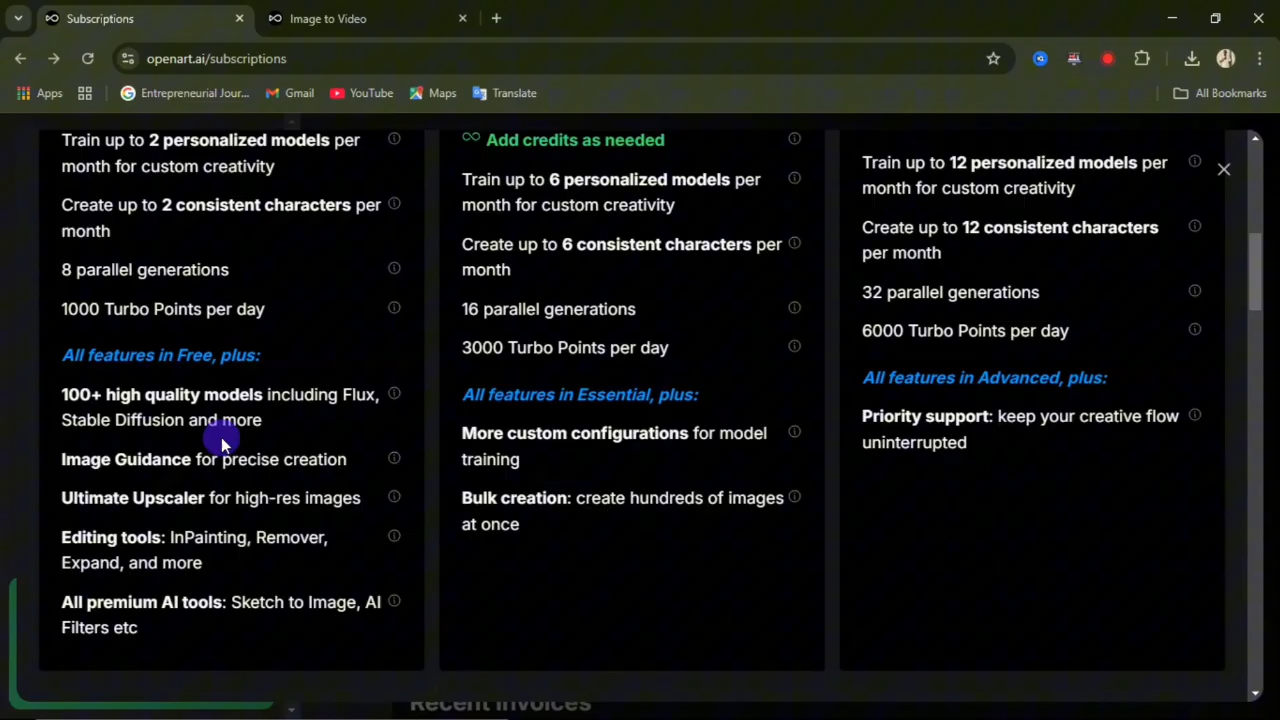 Subscriptions
Image to Video
openart.ai/subscriptions
Apps
Entrepreneurial Jour...
Gmail
YouTube
Maps
Translate
All Bookmarks
Train up to 2 personalized models per
month for custom creativity
Create up to 2 consistent characters per
month
8 parallel generations
1000 Turbo Points per day
All features in Free, plus:
100+ high quality models including Flux,
Stable Diffusion and more
Image Guidance for precise creation
Ultimate Upscaler for high-res images
Editing tools: InPainting, Remover,
Expand, and more
All premium AI tools: Sketch to Image, AI
Filters etc
Add credits as needed
Train up to 6 personalized models per
month for custom creativity
Create up to 6 consistent characters per
month
16 parallel generations
3000 Turbo Points per day
All features in Essential, plus:
More custom configurations for model
training
Bulk creation: create hundreds of images
at once
Train up to 12 personalized models per
month for custom creativity
Create up to 12 consistent characters
per month
32 parallel generations
6000 Turbo Points per day
All features in Advanced, plus:
Priority support: keep your creative flow
uninterrupted
Recent Invoices